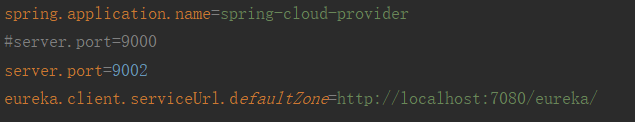 spring.application.name=spring-cloud-provider
#server.port=9000
server.port=9002
eureka.client.serviceUrl.defaultZone=http://localhost:7080/eureka/